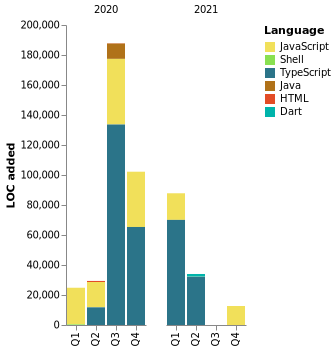 2020
2021
Language
JavaScript
Shell
TypeScript
Java
HTML
Dart
LOC added
200,000
180,000
160,000
140,000
120,000
100,000
80,000
60,000
40,000
20,000
0
Q1
Q2
Q3
Q4
Q1
Q2
Q3
Q4